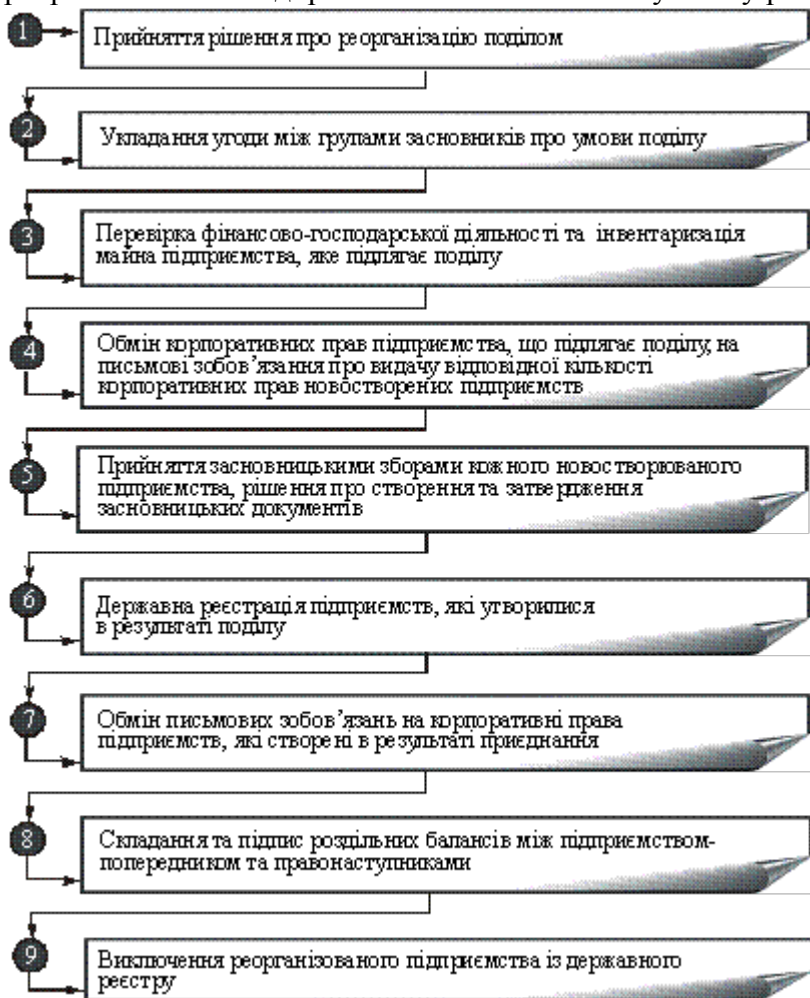 1 Прийняття рішення про реорганізацію поділом
2 Укладання угоди між групами засновників про умови поділу
3 Перевірка фінансово-господарської діяльності та інвентаризація
майна підприємства, яке підлягає поділу
4 Обмін корпоративних прав підприємства, що підлягає поділу, на
письмові зобов’язання про видачу відповідної кількості
корпоративних прав новостворених підприємств
5 Прийняття засновницькими зборами кожного новостворюваного
підприємства, рішення про створення та затвердження
засновницьких документів
6 Державна реєстрація підприємств, які утворилися
в результаті поділу
7 Обмін письмових зобов’язань на корпоративні права
підприємств, які створені в результаті приєднання
8 Складання та підпис роздільних балансів між підприємством-
попередником та правонаступниками
9 Виключення реорганізованого підприємства із державного
реєстру